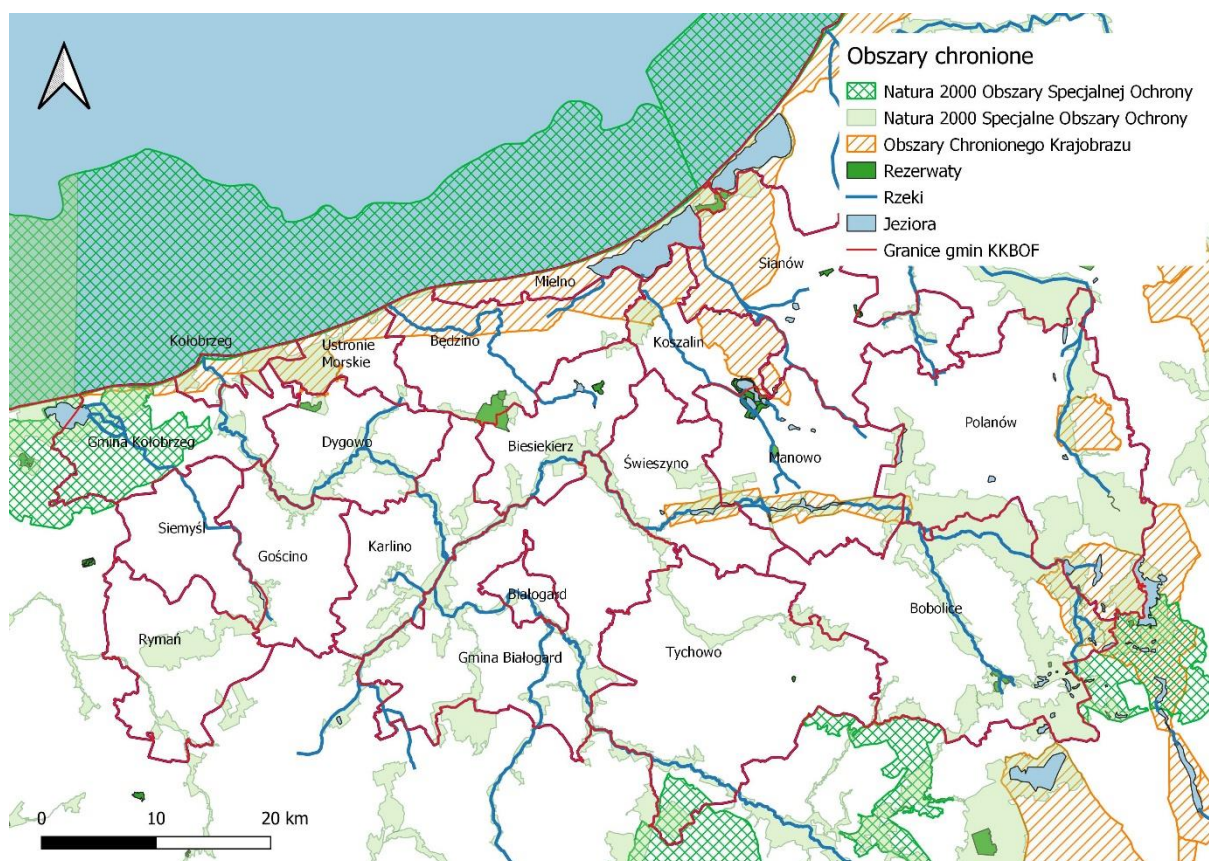 Obszary chronione
Natura 2000 Obszary Specjalnej Ochrony
Natura 2000 Specjalne Obszary Ochrony
Obszary Chronionego Krajobrazu
Rezerwaty
Rzeki
Jeziora
Granice gmin KKBOF
Sianów
Mielno
Kołobrzeg
Ustronie
Morskie
Będzino
Koszalin
Polanów
Gmina Kołobrzeg
Dygowo
Biesiekierz
Świeszyno
Manowo
Siemyśl
Gościno
Karlino
Białogard
Bobolice
Rymań
Gmina Białogard
Tychowo
0 10 20 km